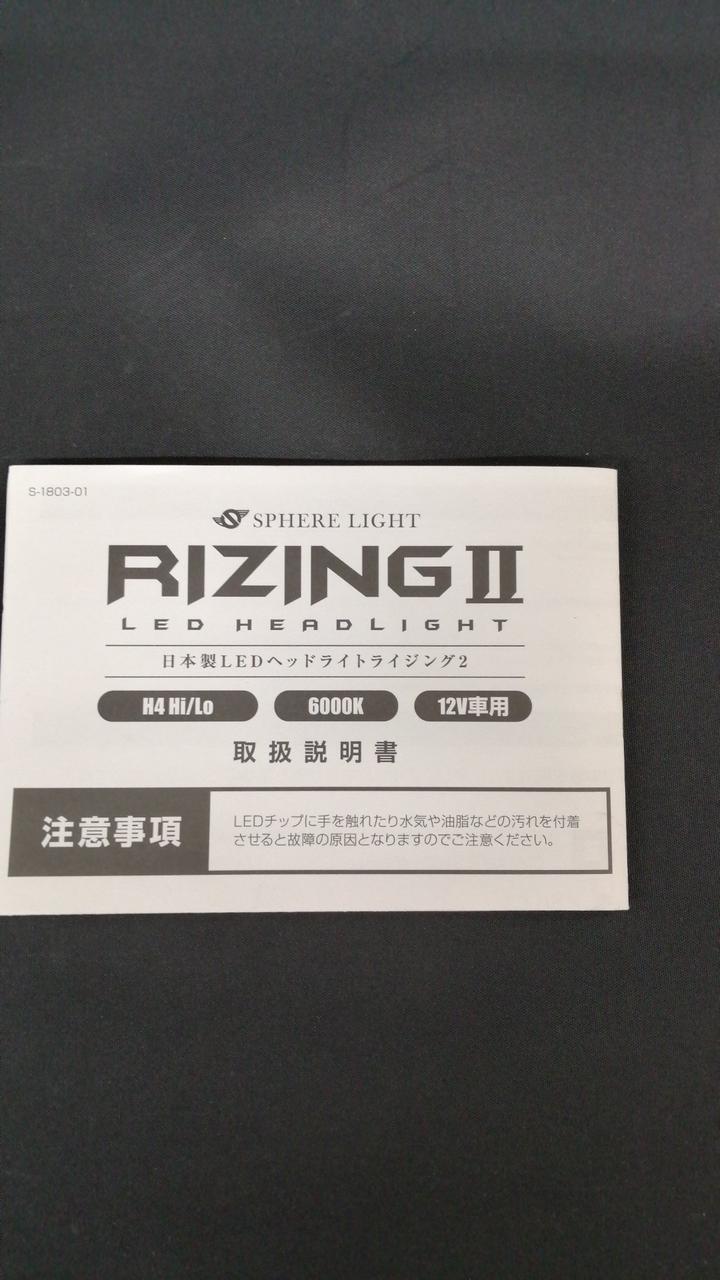 S-1803-01
SPHERE LIGHT
RIZING II
LED HEADLIGHT
日本製LEDヘッドライトライジング2
H4 Hi/Lo 6000K 12V車用
取扱説明書
注意事項
LEDチップに手を触れたり水気や油脂などの汚れを付着
させると故障の原因となりますのでご注意ください。